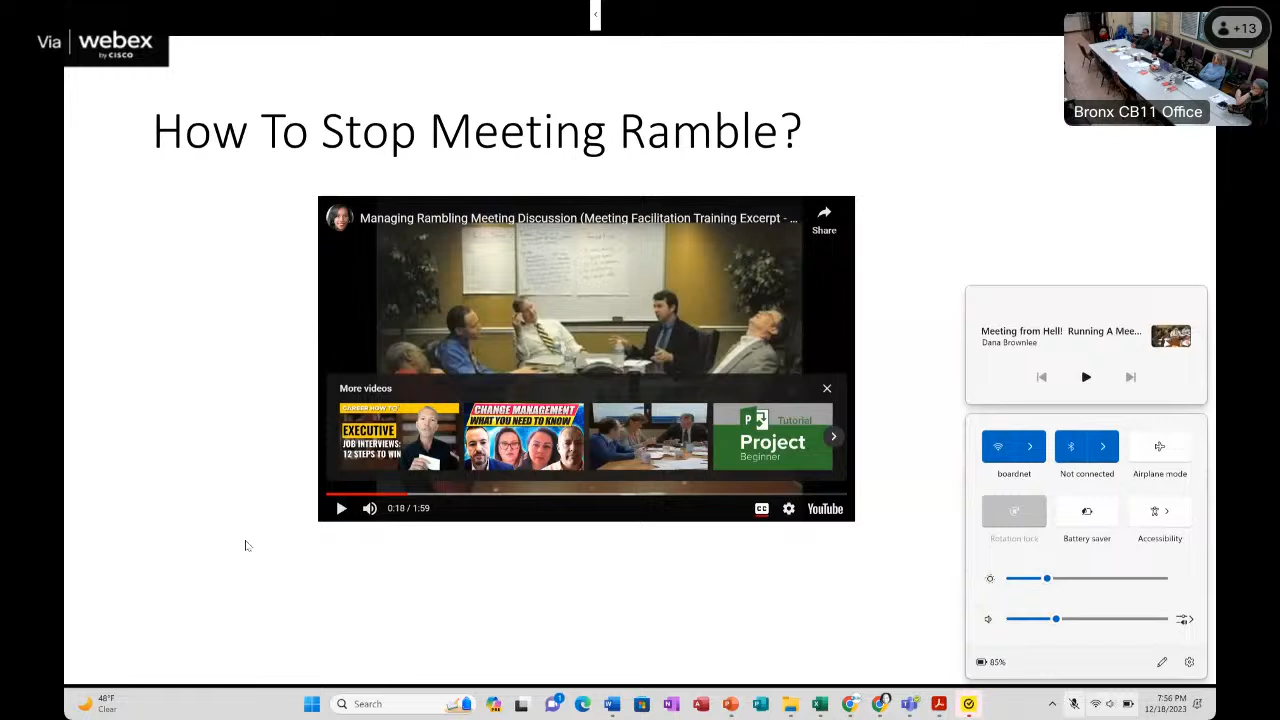 Via webex
by CISCO
+13
Bronx CB11 Office
How To Stop Meeting Ramble?
Managing Rambling Meeting Discussion (Meeting Facilitation Training Excerpt - ...
Share
More videos
CAREER HOW TO
EXECUTIVE
JOB INTERVIEWS:
12 STEPS TO WIN
CHANGE MANAGEMENT
WHAT YOU NEED TO KNOW
P Tutorial
Project
Beginner
0:18 / 1:59
CC
YouTube
Meeting from Hell! Running A Mee...
Dana Brownlee
boardnet
Not connected
Airplane mode
Rotation lock
Battery saver
Accessibility
85%
48°F
Clear
Search
7:56 PM
12/18/2023